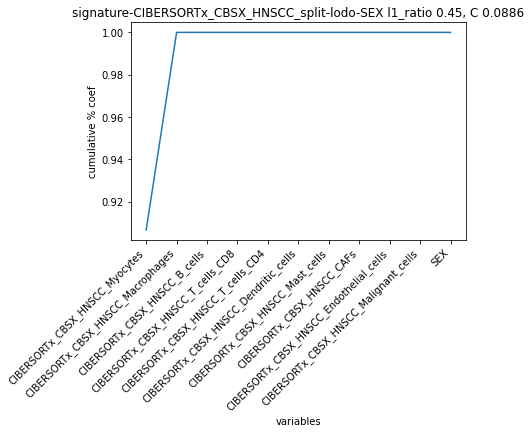 signature-CIBERSORTx_CBSX_HNSCC_split-lodo-SEX l1_ratio 0.45, C 0.0886
1.00
0.98
0.96
0.94
0.92
cumulative % coef
CIBERSORTx_CBSX_HNSCC_Myocytes
CIBERSORTx_CBSX_HNSCC_Macrophages
CIBERSORTx_CBSX_HNSCC_B_cells
CIBERSORTx_CBSX_HNSCC_T_cells_CD8
CIBERSORTx_CBSX_HNSCC_T_cells_CD4
CIBERSORTx_CBSX_HNSCC_Dendritic_cells
CIBERSORTx_CBSX_HNSCC_Mast_cells
CIBERSORTx_CBSX_HNSCC_CAFs
CIBERSORTx_CBSX_HNSCC_Endothelial_cells
CIBERSORTx_CBSX_HNSCC_Malignant_cells
SEX
variables